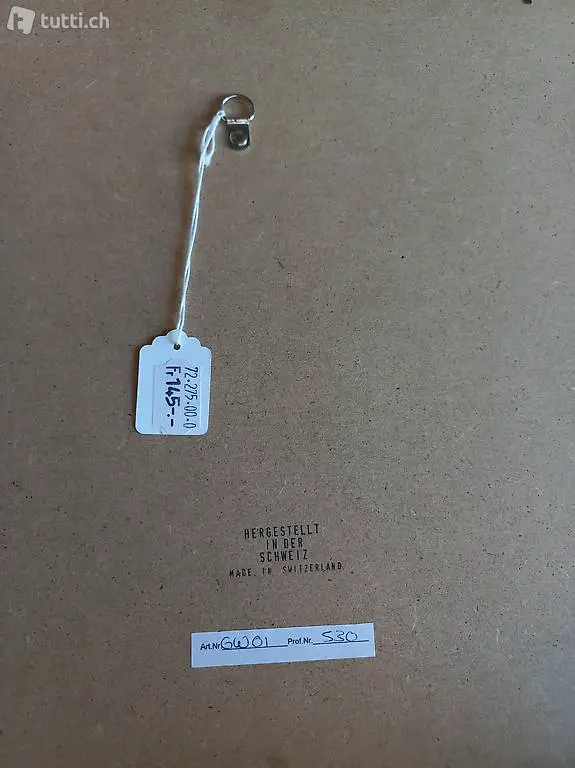 tutti.ch
72.275.00-0
Fr 145.-
HERGESTELLT
IN DER
SCHWEIZ
MADE IN SWITZERLAND
Art.Nr. GW01 Prof.Nr. 530